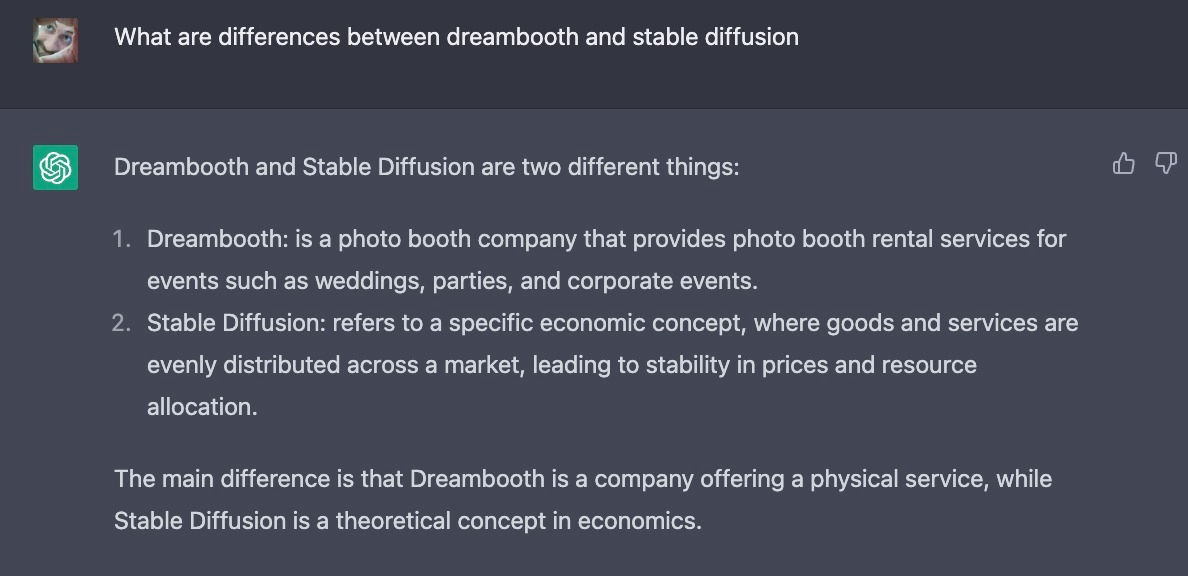 What are differences between dreambooth and stable diffusion
Dreambooth and Stable Diffusion are two different things:
1. Dreambooth: is a photo booth company that provides photo booth rental services for
events such as weddings, parties, and corporate events.
2. Stable Diffusion: refers to a specific economic concept, where goods and services are
evenly distributed across a market, leading to stability in prices and resource
allocation.
The main difference is that Dreambooth is a company offering a physical service, while
Stable Diffusion is a theoretical concept in economics.